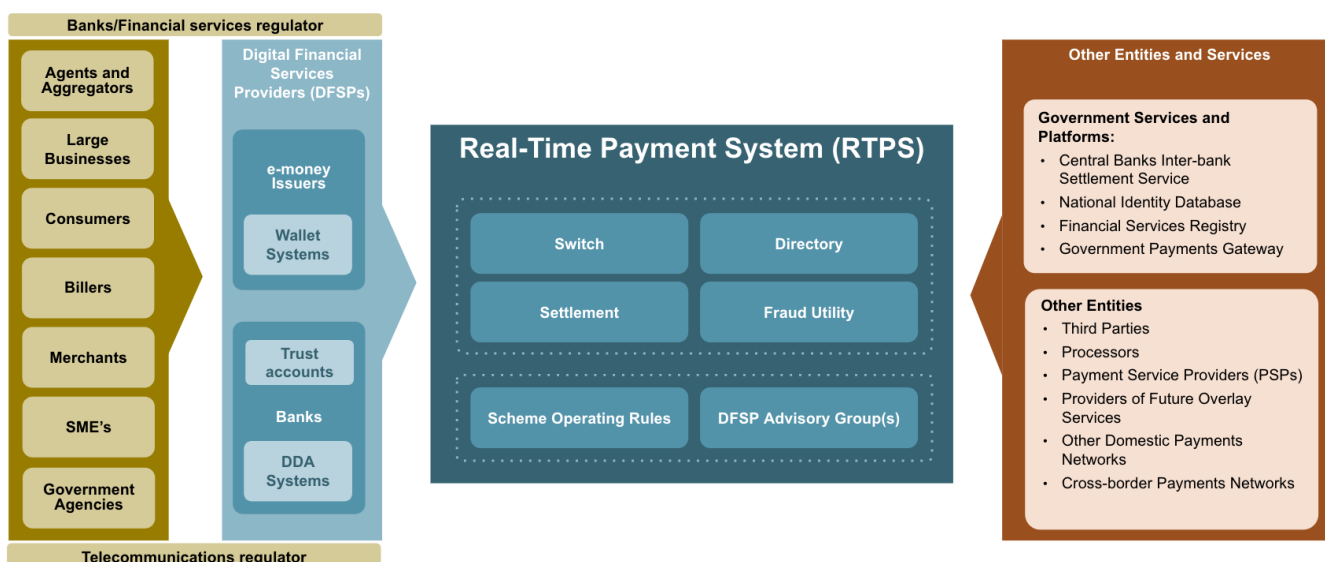 Banks/Financial services regulator
Agents and
Aggregators
Large
Businesses
Consumers
Billers
Merchants
SME's
Government
Agencies
Telecommunications regulator
Digital Financial
Services
Providers (DFSPs)
e-money
Issuers
Wallet
Systems
Trust
accounts
Banks
DDA
Systems
Real-Time Payment System (RTPS)
Switch
Directory
Settlement
Fraud Utility
Scheme Operating Rules
DFSP Advisory Group(s)
Other Entities and Services
Government Services and
Platforms:
• Central Banks Inter-bank
Settlement Service
• National Identity Database
• Financial Services Registry
• Government Payments Gateway
Other Entities
• Third Parties
• Processors
• Payment Service Providers (PSPs)
• Providers of Future Overlay
Services
• Other Domestic Payments
Networks
• Cross-border Payments Networks